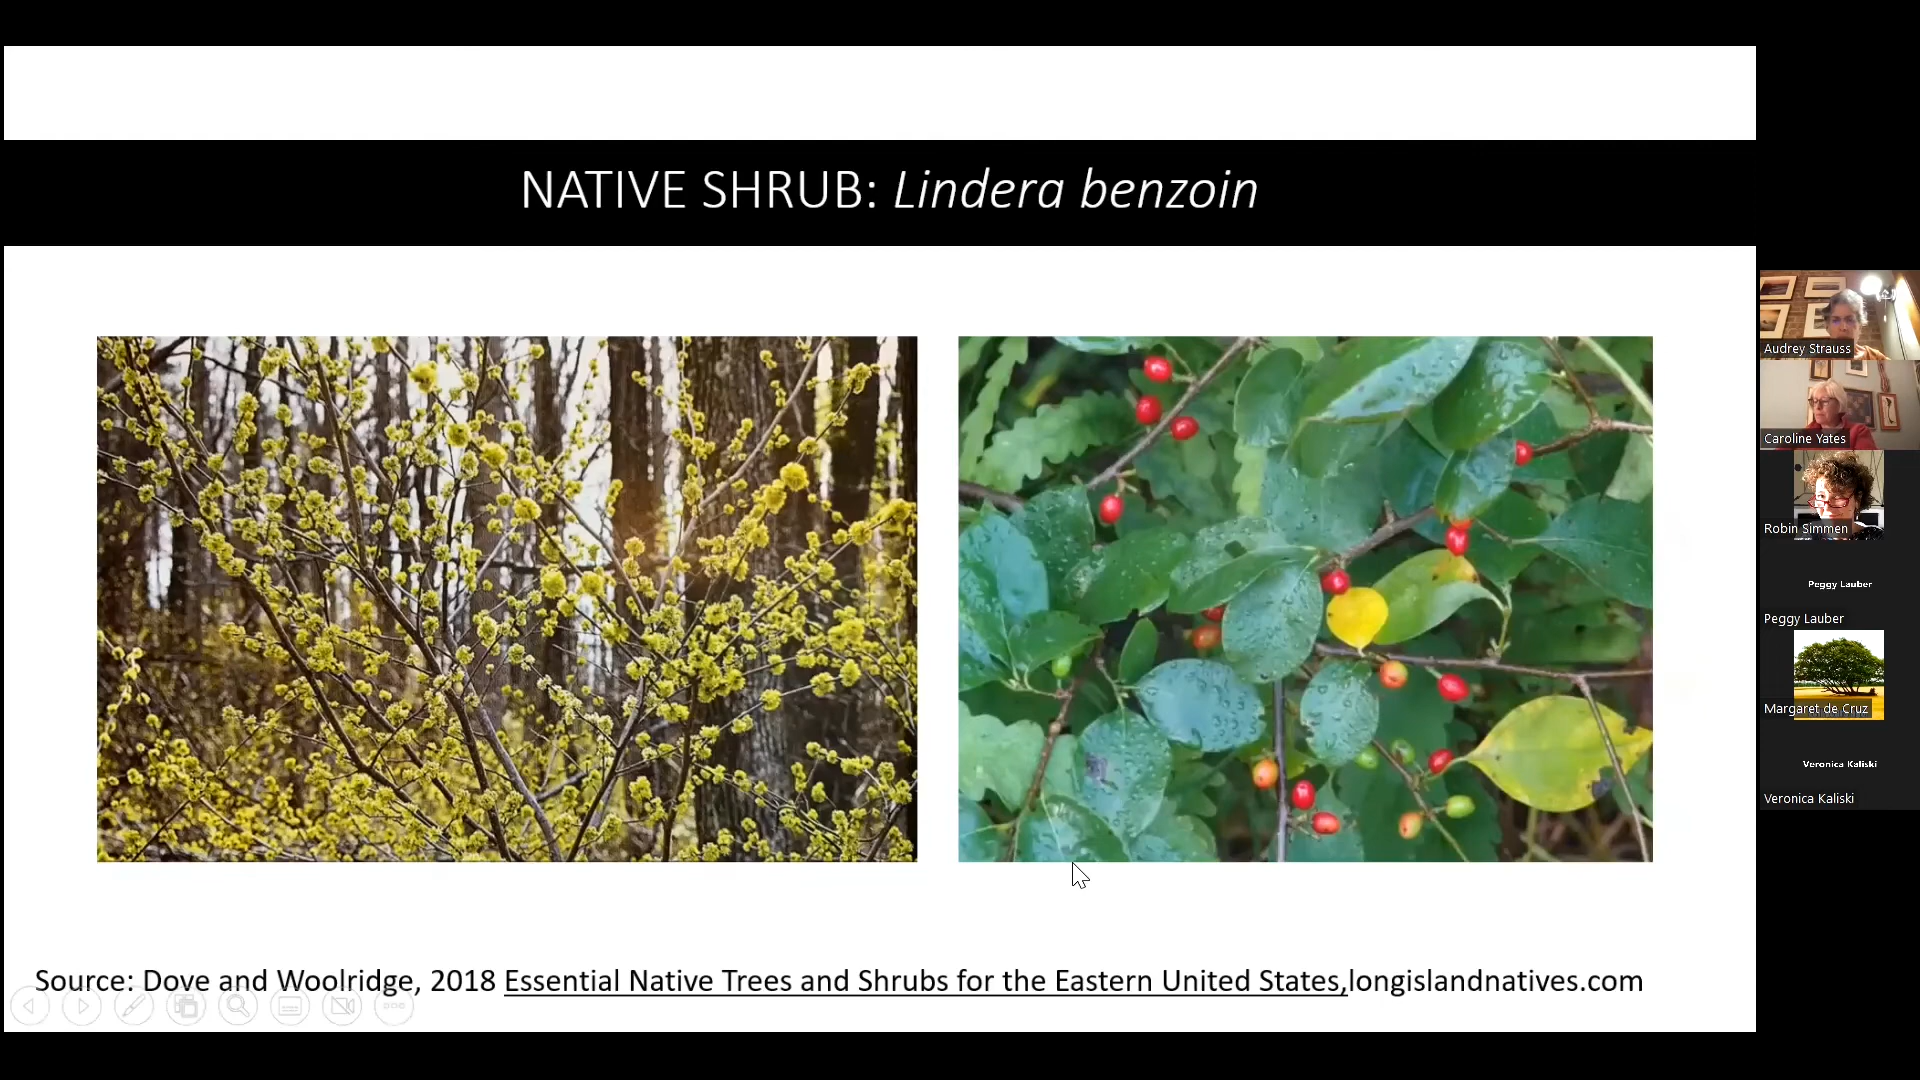 NATIVE SHRUB: Lindera benzoin
Source: Dove and Woolridge, 2018 Essential Native Trees and Shrubs for the Eastern United States,longislandnatives.com
Audrey Strauss
Caroline Yates
Robin Simmen
Peggy Lauber
Peggy Lauber
Margaret de Cruz
Veronica Kaliski
Veronica Kaliski